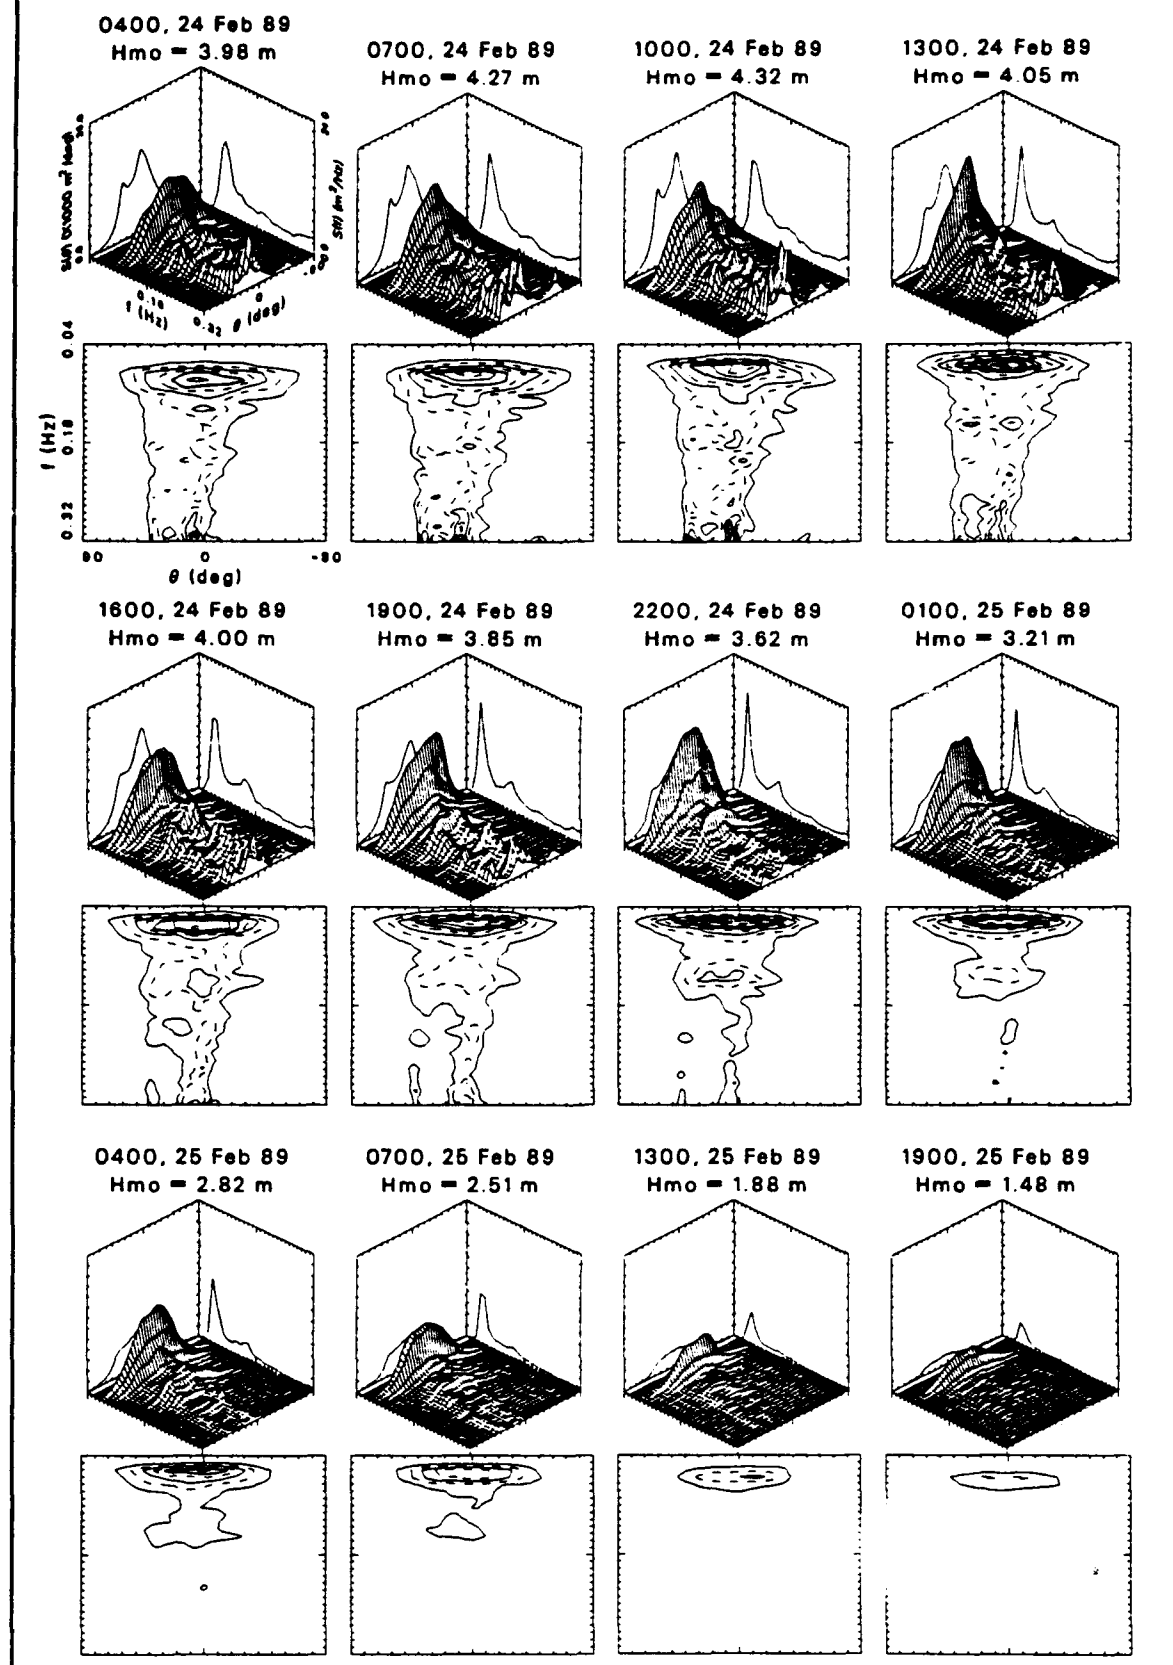 0400, 24 Feb 89
Hmo = 3.98 m
0700, 24 Feb 89
Hmo = 4.27 m
1000, 24 Feb 89
Hmo = 4.32 m
1300, 24 Feb 89
Hmo = 4.05 m
f (Hz)
0.18
0.32
θ (deg)
0
0.04
0.18
0.32
f (Hz)
90
0
-90
θ (deg)
1600, 24 Feb 89
Hmo = 4.00 m
1900, 24 Feb 89
Hmo = 3.85 m
2200, 24 Feb 89
Hmo = 3.62 m
0100, 25 Feb 89
Hmo = 3.21 m
0400, 25 Feb 89
Hmo = 2.82 m
0700, 25 Feb 89
Hmo = 2.51 m
1300, 25 Feb 89
Hmo = 1.88 m
1900, 25 Feb 89
Hmo = 1.48 m